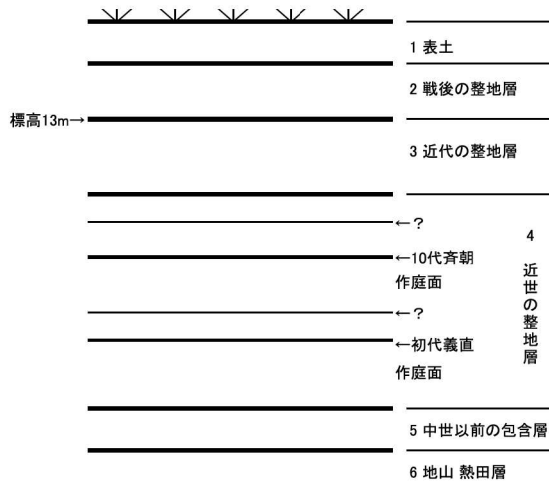 1 表土
2 戦後の整地層
標高13m→
3 近代の整地層
←？
←10代斉朝
作庭面
←？
←初代義直
作庭面
4 近世の整地層
5 中世以前の包含層
6 地山 熱田層